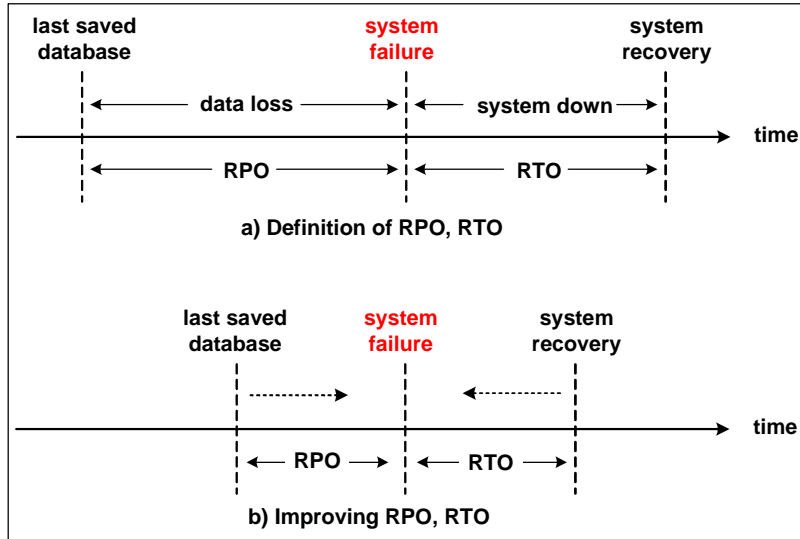 last saved
database
system
failure
system
recovery
data loss
system down
time
RPO
RTO
a) Definition of RPO, RTO
last saved
database
system
failure
system
recovery
time
RPO
RTO
b) Improving RPO, RTO